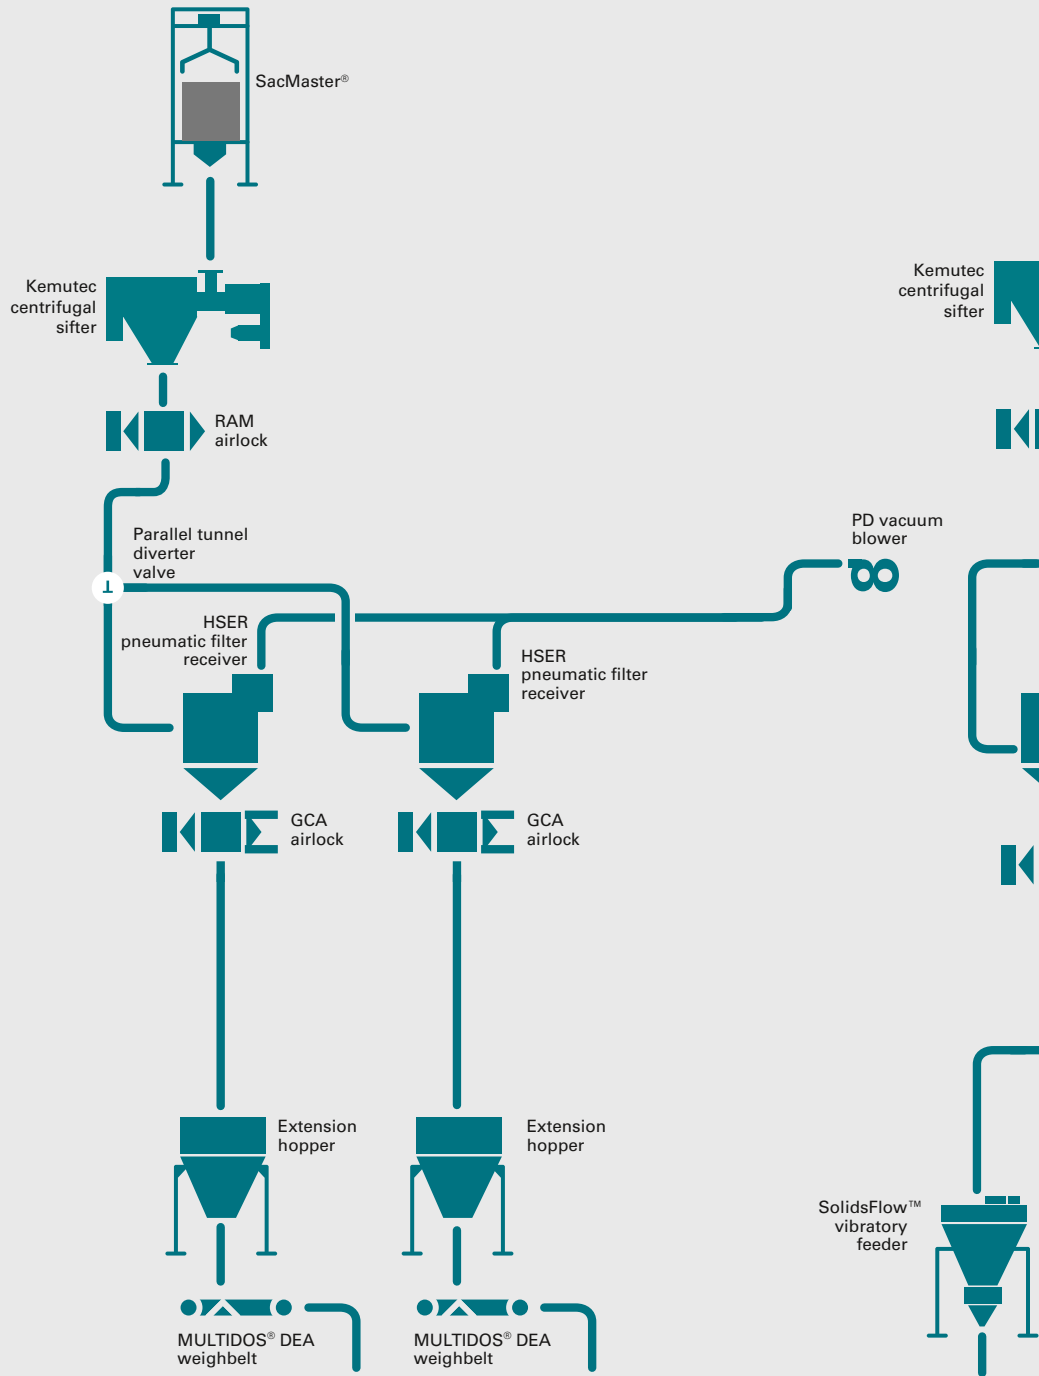 SacMaster®
Kemutec
centrifugal
sifter
Kemutec
centrifugal
sifter
RAM
airlock
PD vacuum
blower
Parallel tunnel
diverter
valve
HSER
pneumatic filter
receiver
HSER
pneumatic filter
receiver
GCA
airlock
GCA
airlock
Extension
hopper
Extension
hopper
SolidsFlow™
vibratory
feeder
MULTIDOS® DEA
weighbelt
MULTIDOS® DEA
weighbelt